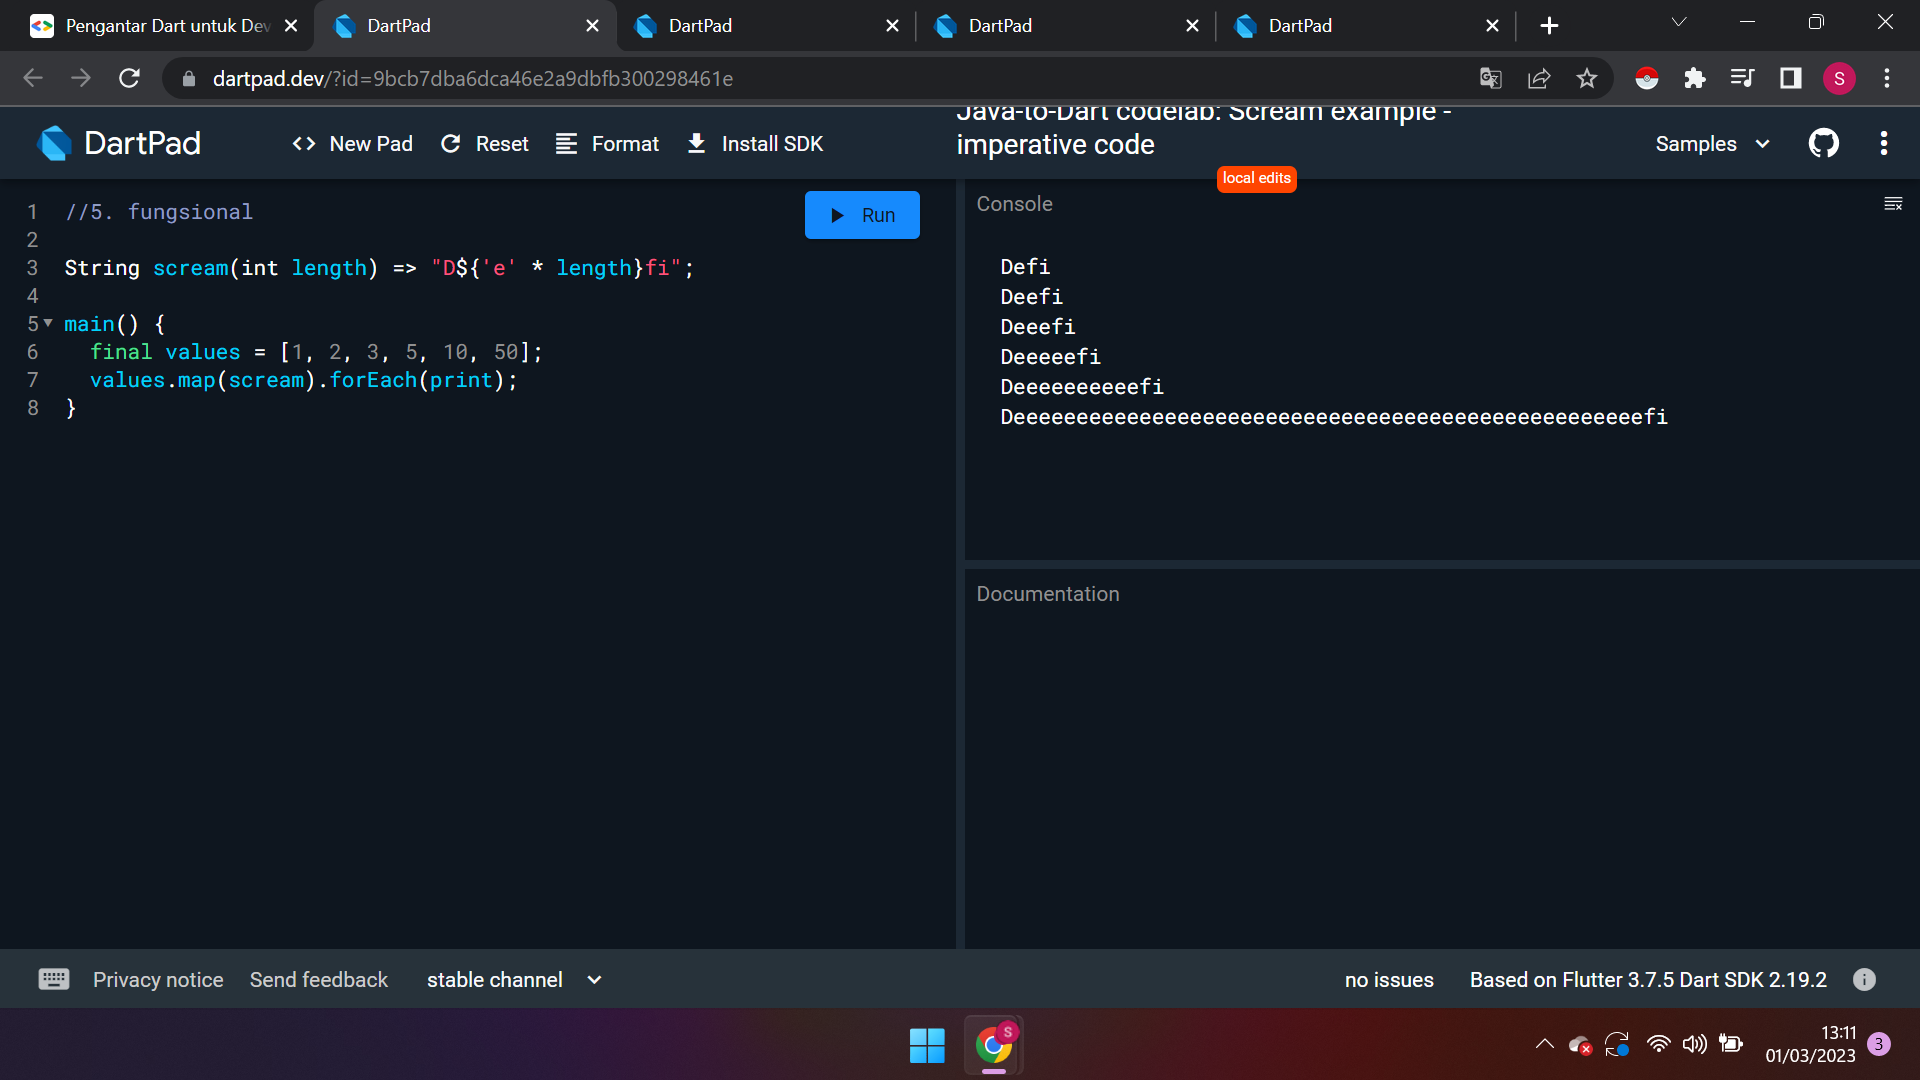 Pengantar Dart untuk Dev
DartPad
DartPad
DartPad
DartPad
dartpad.dev/?id=9bcb7dba6dca46e2a9dbfb300298461e
S
DartPad
New Pad
Reset
Format
Install SDK
Java-to-Dart codelab: Scream example -
imperative code
local edits
Samples
1 //5. fungsional
2
3 String scream(int length) => "D${'e' * length}fi";
4
5 main() {
6   final values = [1, 2, 3, 5, 10, 50];
7   values.map(scream).forEach(print);
8 }
Run
Console
Defi
Deefi
Deeefi
Deeeeefi
Deeeeeeeeeefi
Deeeeeeeeeeeeeeeeeeeeeeeeeeeeeeeeeeeeeeeeeeeeeeeeeefi
Documentation
Privacy notice
Send feedback
stable channel
no issues
Based on Flutter 3.7.5 Dart SDK 2.19.2
S
13:11
01/03/2023
3